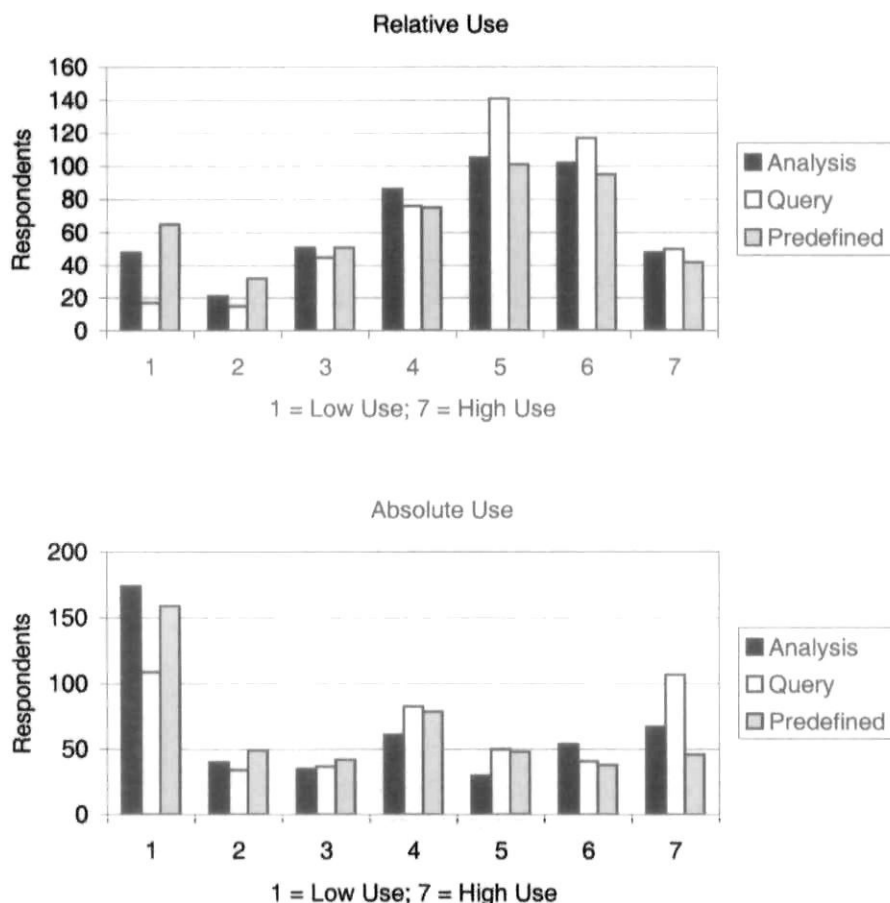 Relative Use
160
140
120
100
80
60
40
20
0
Respondents
1 2 3 4 5 6 7
1 = Low Use; 7 = High Use
Analysis
Query
Predefined
Absolute Use
200
150
100
50
0
Respondents
1 2 3 4 5 6 7
1 = Low Use; 7 = High Use
Analysis
Query
Predefined